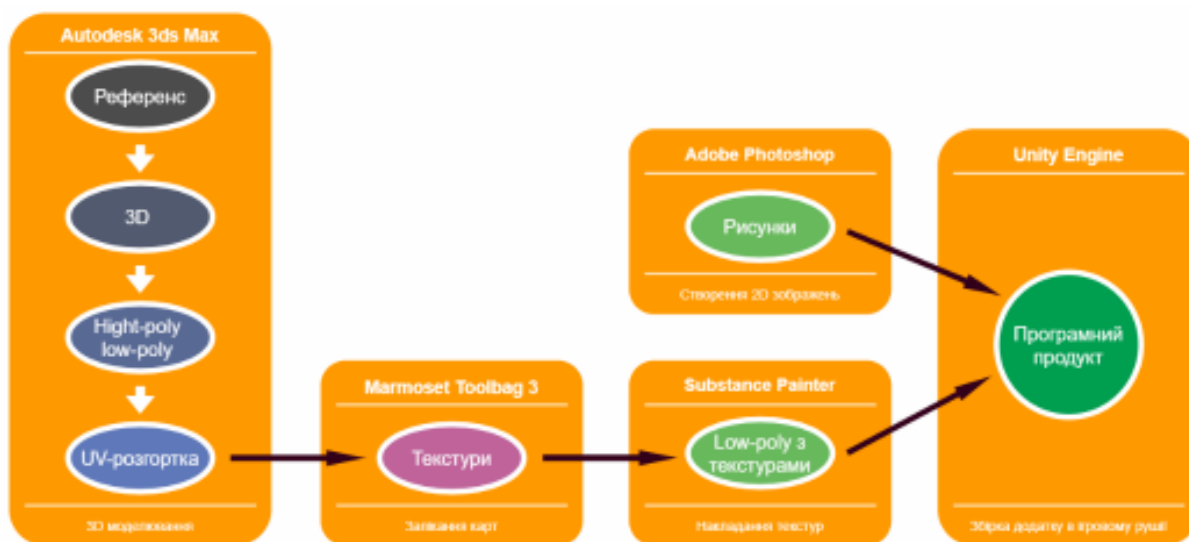 Autodesk 3ds Max
Референс
3D
Hight-poly
low-poly
UV-розгортка
3D моделювання
Marmoset Toolbag 3
Текстури
Запікання карт
Adobe Photoshop
Рисунки
Створення 2D зображень
Substance Painter
Low-poly з
текстурами
Накладання текстур
Unity Engine
Програмний
продукт
Збірка додатку в ігровому рушії